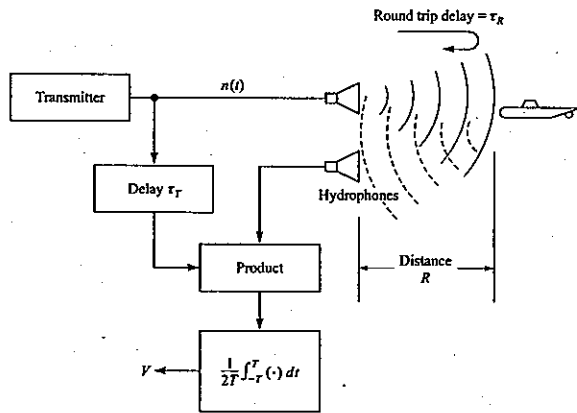 Round trip delay = τ_R
Transmitter
n(t)
Delay τ_T
Hydrophones
Product
Distance
R
V
1/2T ∫_{-T}^{T} (·) dt